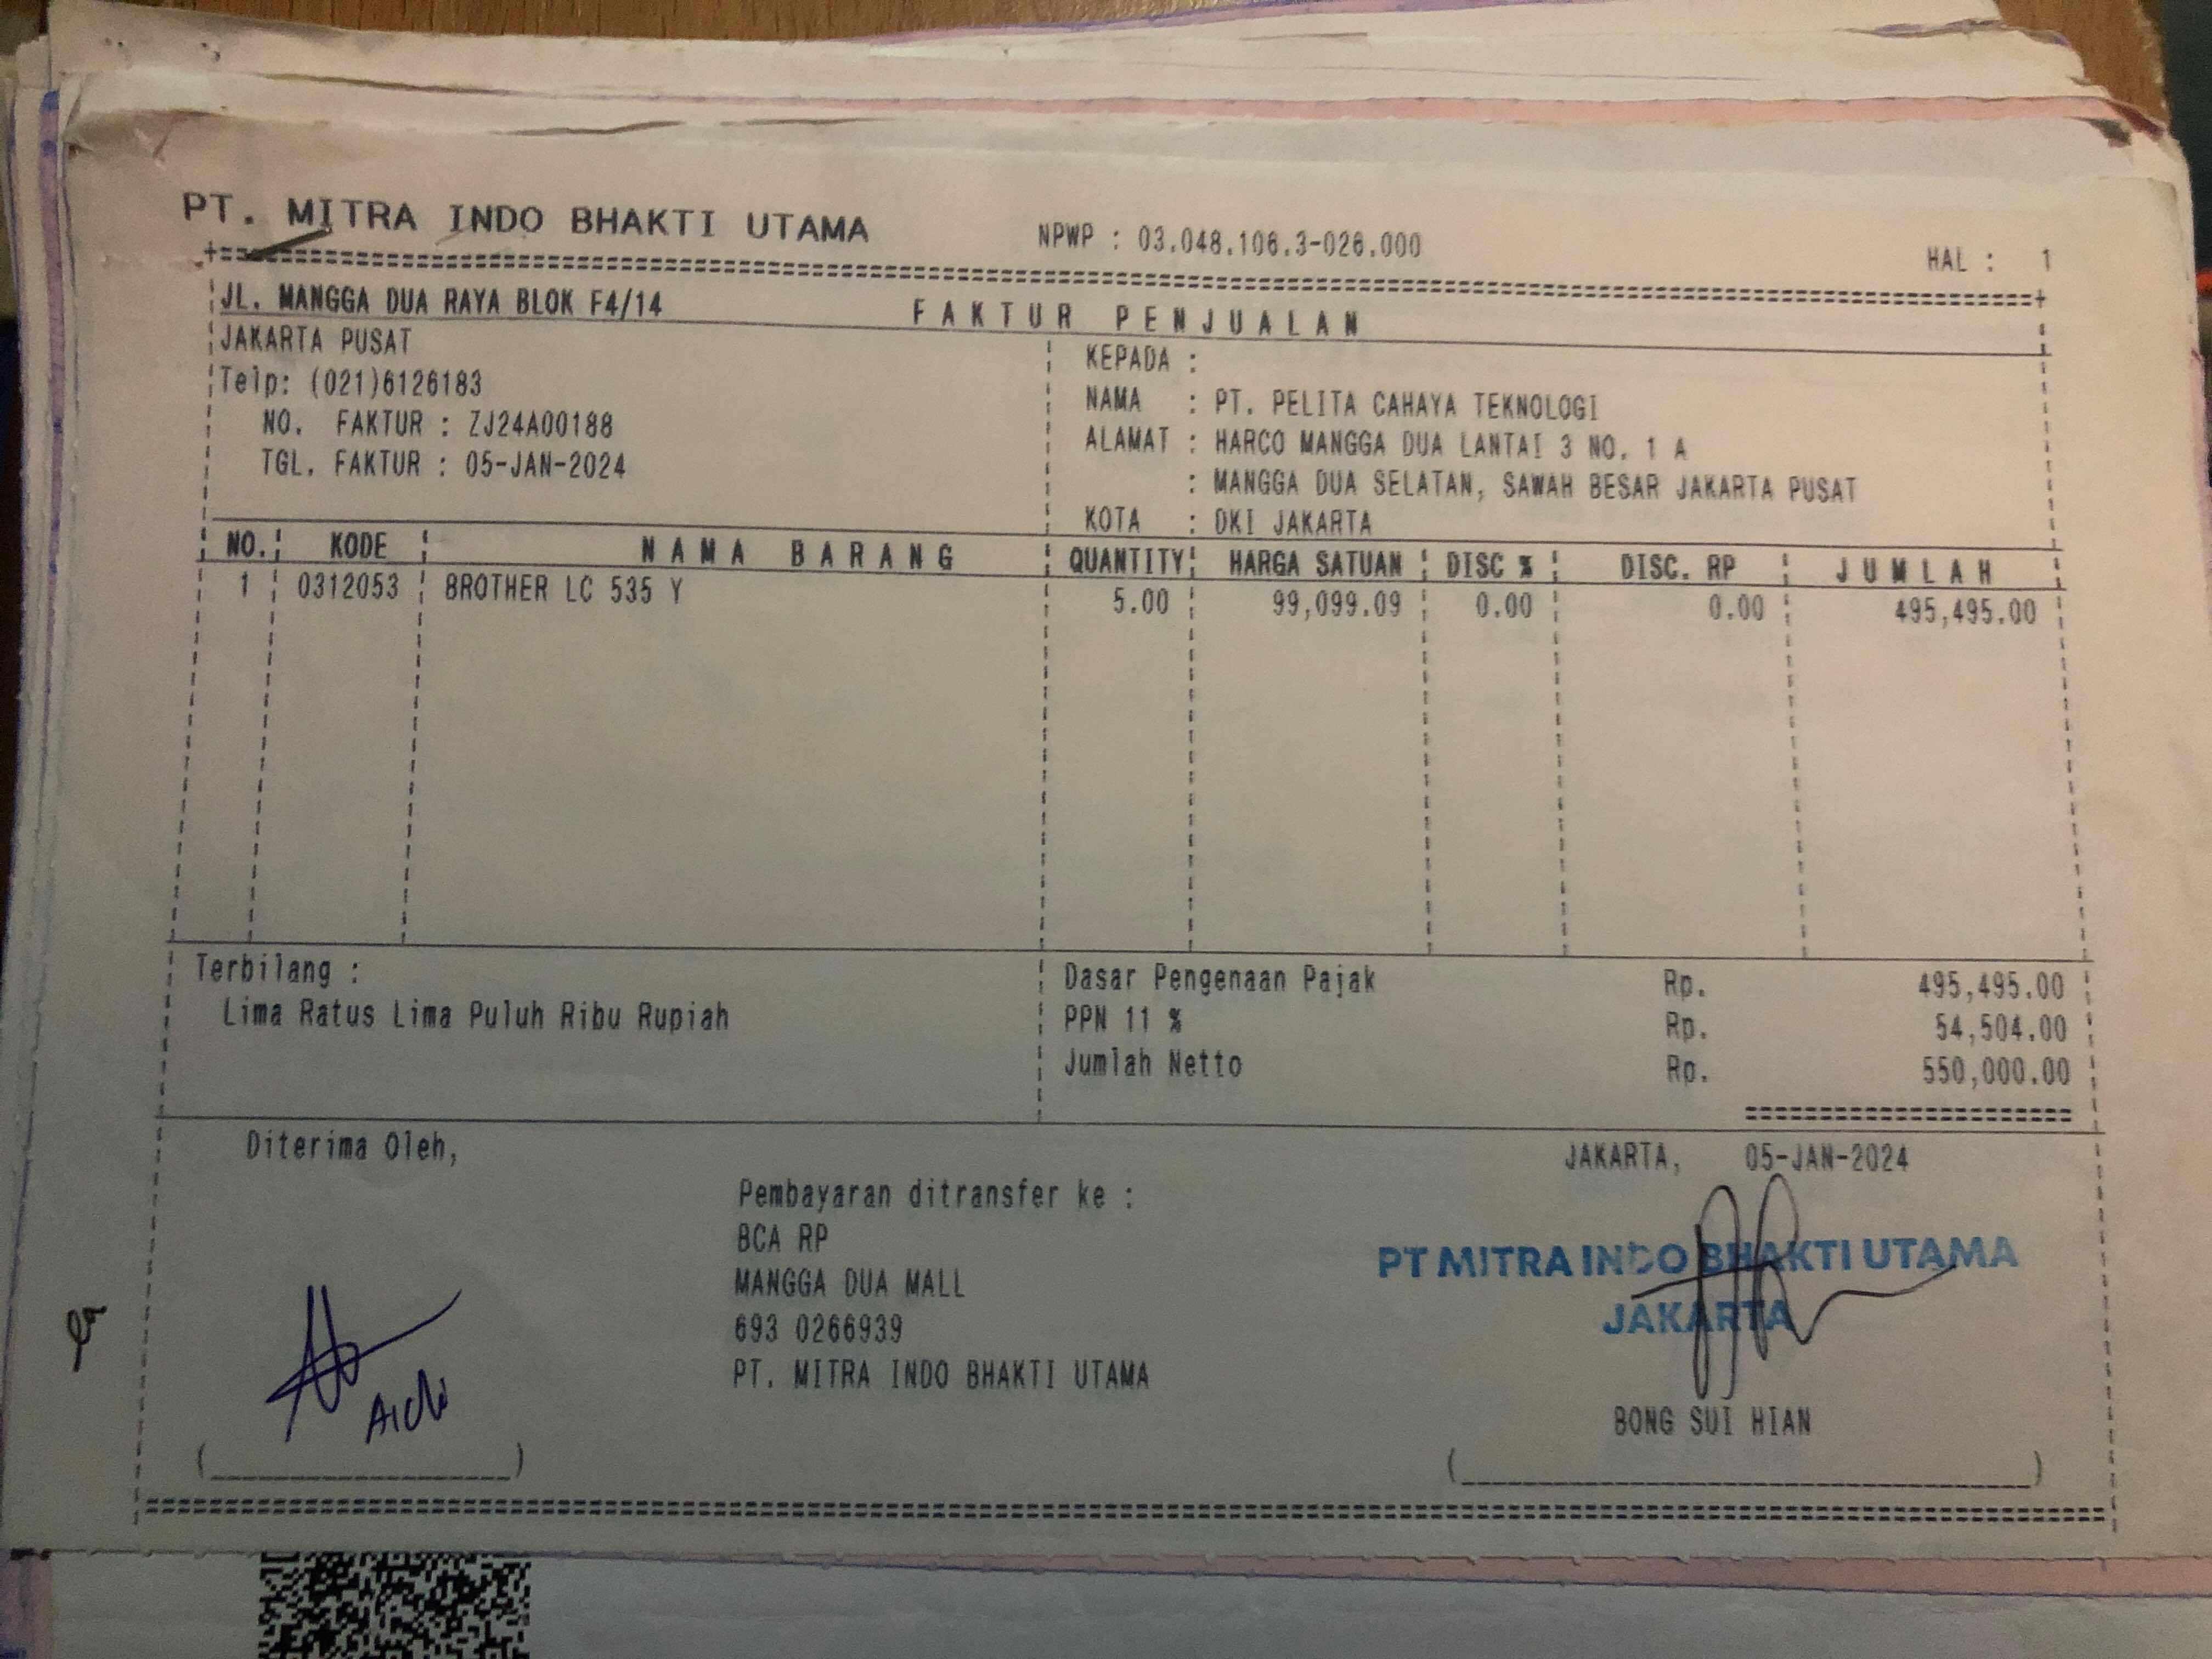 PT. MITRA INDO BHAKTI UTAMA
NPWP : 03.048.106.3-026.000
HAL : 1
JL. MANGGA DUA RAYA BLOK F4/14
FAKTUR PENJUALAN
JAKARTA PUSAT
Telp: (021)6126183
NO. FAKTUR : ZJ24A00188
TGL. FAKTUR : 05-JAN-2024
KEPADA :
NAMA : PT. PELITA CAHAYA TEKNOLOGI
ALAMAT : HARCO MANGGA DUA LANTAI 3 NO. 1 A
: MANGGA DUA SELATAN, SAWAH BESAR JAKARTA PUSAT
KOTA : DKI JAKARTA
NO. KODE NAMA BARANG QUANTITY HARGA SATUAN DISC % DISC. RP JUMLAH
1 0312053 BROTHER LC 535 Y 5.00 99,099.09 0.00 0.00 495,495.00
Terbilang :
Lima Ratus Lima Puluh Ribu Rupiah
Dasar Pengenaan Pajak Rp. 495,495.00
PPN 11 % Rp. 54,504.00
Jumlah Netto Rp. 550,000.00
Diterima Oleh,
Pembayaran ditransfer ke :
BCA RP
MANGGA DUA MALL
693 0266939
PT. MITRA INDO BHAKTI UTAMA
JAKARTA, 05-JAN-2024
PT MITRA INDO BHAKTI UTAMA
JAKARTA
BONG SUI HIAN